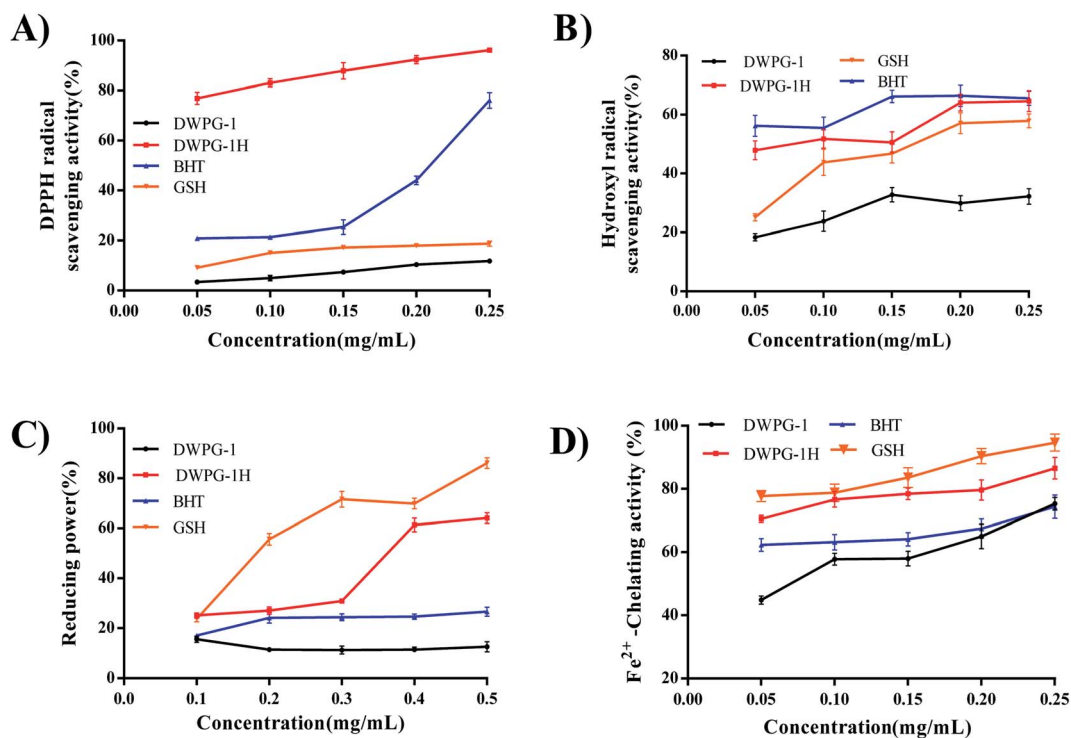 A)
DPPH radical
scavenging activity(%)
100
80
60
40
20
0
DWPG-1
DWPG-1H
BHT
GSH
0.00 0.05 0.10 0.15 0.20 0.25
Concentration(mg/mL)
B)
Hydroxyl radical
scavenging activity(%)
80
60
40
20
0
DWPG-1 GSH
DWPG-1H BHT
0.00 0.05 0.10 0.15 0.20 0.25
Concentration(mg/mL)
C)
Reducing power(%)
100
80
60
40
20
0
DWPG-1
DWPG-1H
BHT
GSH
0.0 0.1 0.2 0.3 0.4 0.5
Concentration(mg/mL)
D)
Fe2+ -Chelating activity (%)
100
80
60
40
20
DWPG-1 BHT
DWPG-1H GSH
0.00 0.05 0.10 0.15 0.20 0.25
Concentration(mg/mL)